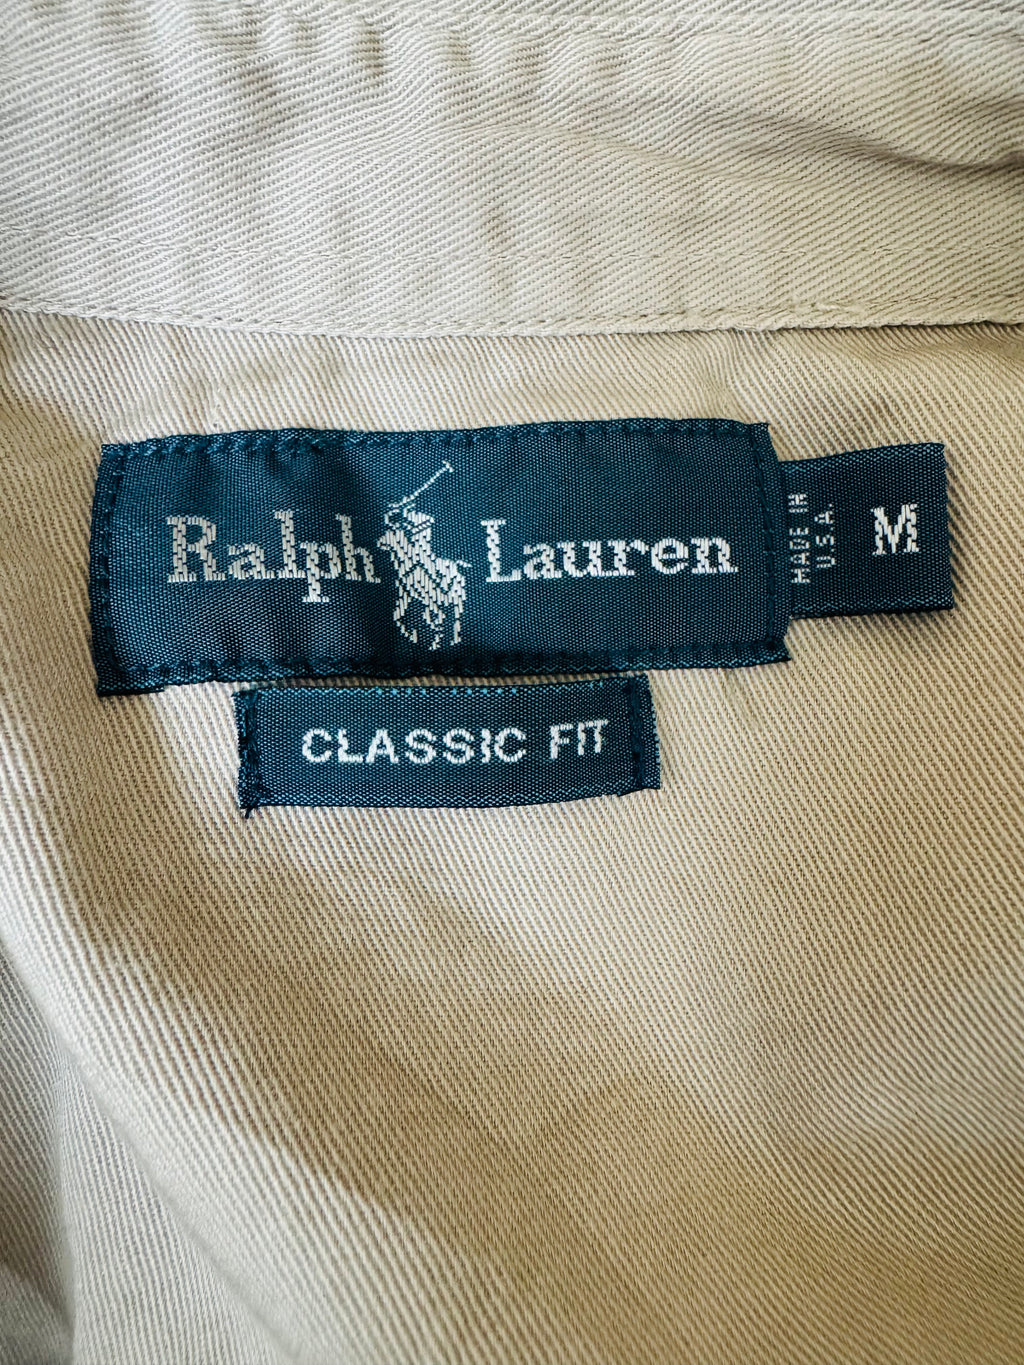 Ralph Lauren
MADE IN
U.S.A.
M
CLASSIC FIT